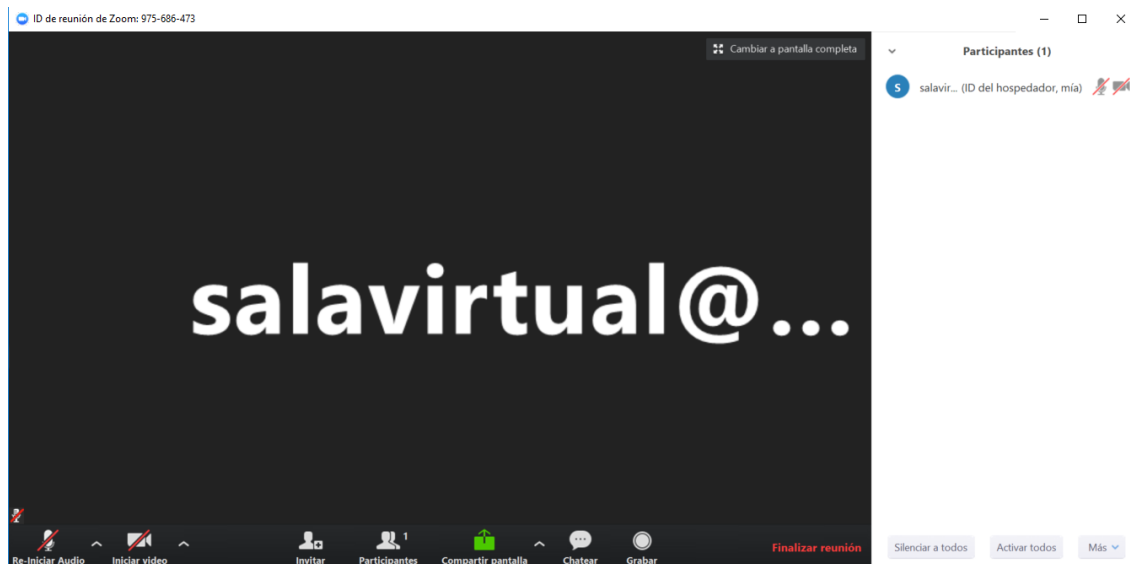 ID de reunión de Zoom: 975-686-473
Cambiar a pantalla completa
Participantes (1)
S
salavir... (ID del hospedador, mía)
salavirtual@...
Re-Iniciar Audio
Iniciar video
Invitar
1
Participantes
Compartir pantalla
Chatear
Grabar
Finalizar reunión
Silenciar a todos
Activar todos
Más